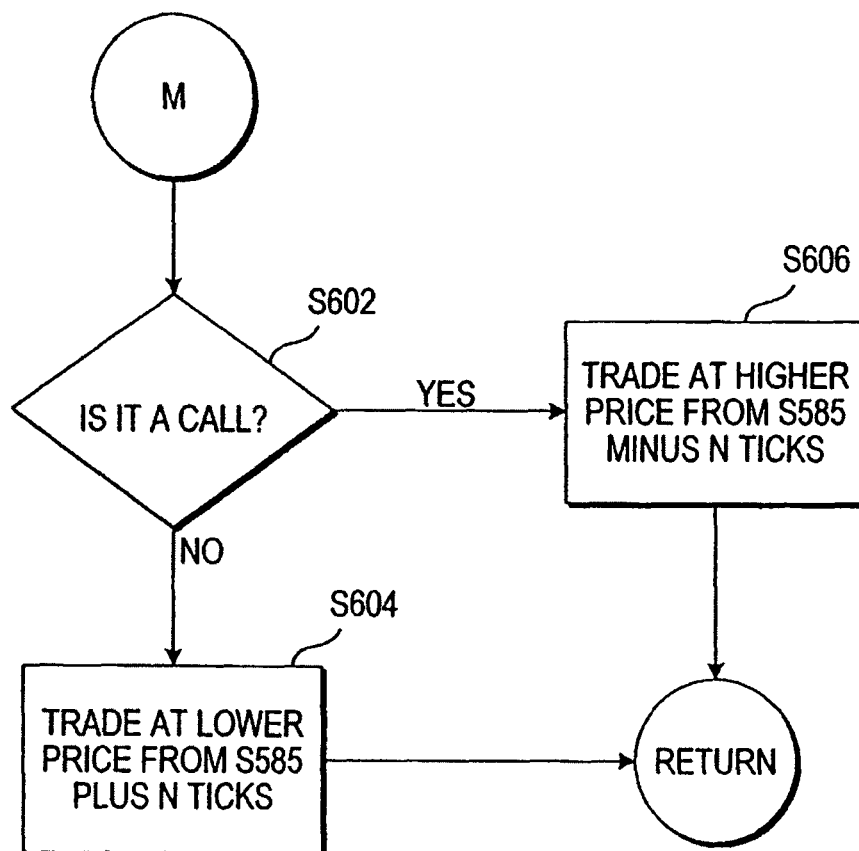 M
S602
IS IT A CALL?
YES
S606
TRADE AT HIGHER
PRICE FROM S585
MINUS N TICKS
NO
S604
TRADE AT LOWER
PRICE FROM S585
PLUS N TICKS
RETURN